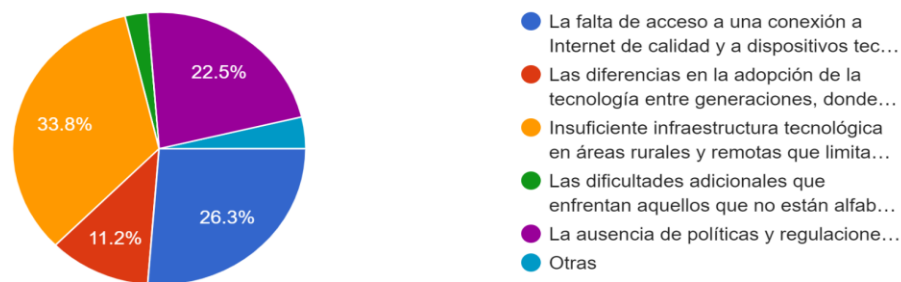 22.5%
33.8%
26.3%
11.2%
La falta de acceso a una conexión a
Internet de calidad y a dispositivos tec…
Las diferencias en la adopción de la
tecnología entre generaciones, donde…
Insuficiente infraestructura tecnológica
en áreas rurales y remotas que limita…
Las dificultades adicionales que
enfrentan aquellos que no están alfab…
La ausencia de políticas y regulacione…
Otras